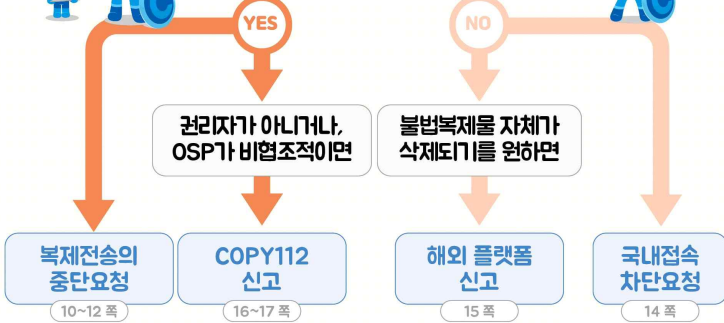 YES
NO
권리자가 아니거나,
OSP가 비협조적이면
불법복제물 자체가
삭제되기를 원하면
복제전송의
중단요청
10~12 쪽
COPY112
신고
16~17 쪽
해외 플랫폼
신고
15 쪽
국내접속
차단요청
14 쪽